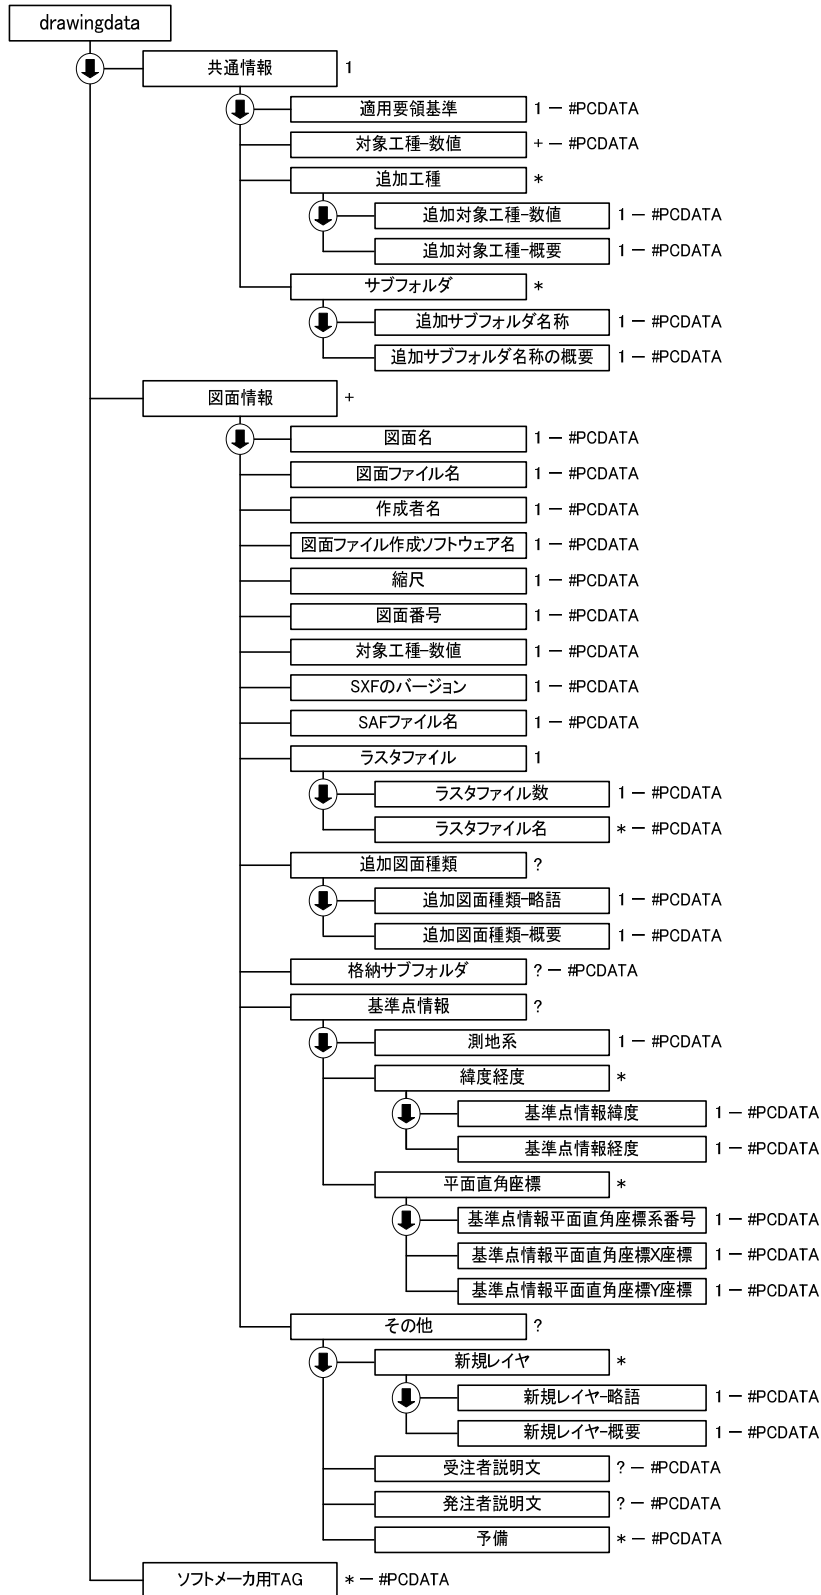 drawingdata
共通情報 1
適用要領基準 1 － #PCDATA
対象工種-数値 + － #PCDATA
追加工種 *
追加対象工種-数値 1 － #PCDATA
追加対象工種-概要 1 － #PCDATA
サブフォルダ *
追加サブフォルダ名称 1 － #PCDATA
追加サブフォルダ名称の概要 1 － #PCDATA
図面情報 +
図面名 1 － #PCDATA
図面ファイル名 1 － #PCDATA
作成者名 1 － #PCDATA
図面ファイル作成ソフトウェア名 1 － #PCDATA
縮尺 1 － #PCDATA
図面番号 1 － #PCDATA
対象工種-数値 1 － #PCDATA
SXFのバージョン 1 － #PCDATA
SAFファイル名 1 － #PCDATA
ラスタファイル 1
ラスタファイル数 1 － #PCDATA
ラスタファイル名 * － #PCDATA
追加図面種類 ?
追加図面種類-略語 1 － #PCDATA
追加図面種類-概要 1 － #PCDATA
格納サブフォルダ ? － #PCDATA
基準点情報 ?
測地系 1 － #PCDATA
緯度経度 *
基準点情報緯度 1 － #PCDATA
基準点情報経度 1 － #PCDATA
平面直角座標 *
基準点情報平面直角座標系番号 1 － #PCDATA
基準点情報平面直角座標X座標 1 － #PCDATA
基準点情報平面直角座標Y座標 1 － #PCDATA
その他 ?
新規レイヤ *
新規レイヤ-略語 1 － #PCDATA
新規レイヤ-概要 1 － #PCDATA
受注者説明文 ? － #PCDATA
発注者説明文 ? － #PCDATA
予備 * － #PCDATA
ソフトメーカ用TAG * － #PCDATA